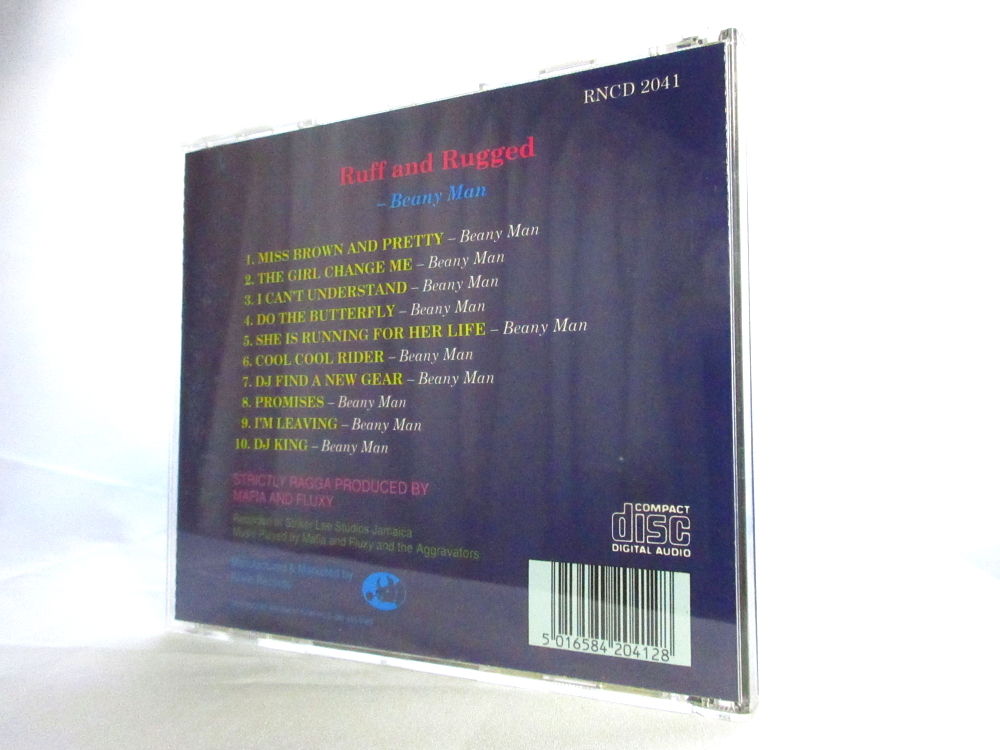 RNCD 2041
Ruff and Rugged
– Beany Man
1. MISS BROWN AND PRETTY – Beany Man
2. THE GIRL CHANGE ME – Beany Man
3. I CAN'T UNDERSTAND – Beany Man
4. DO THE BUTTERFLY – Beany Man
5. SHE IS RUNNING FOR HER LIFE – Beany Man
6. COOL COOL RIDER – Beany Man
7. DJ FIND A NEW GEAR – Beany Man
8. PROMISES – Beany Man
9. I'M LEAVING – Beany Man
10. DJ KING – Beany Man
STRICTLY RAGGA PRODUCED BY
MAFIA AND FLUXY
Recorded at Striker Lee Studios Jamaica
Music Played by Mafia and Fluxy and the Aggravators
Manufactured & Marketed by
Records
COMPACT
disc
DIGITAL AUDIO
5 016584 204128